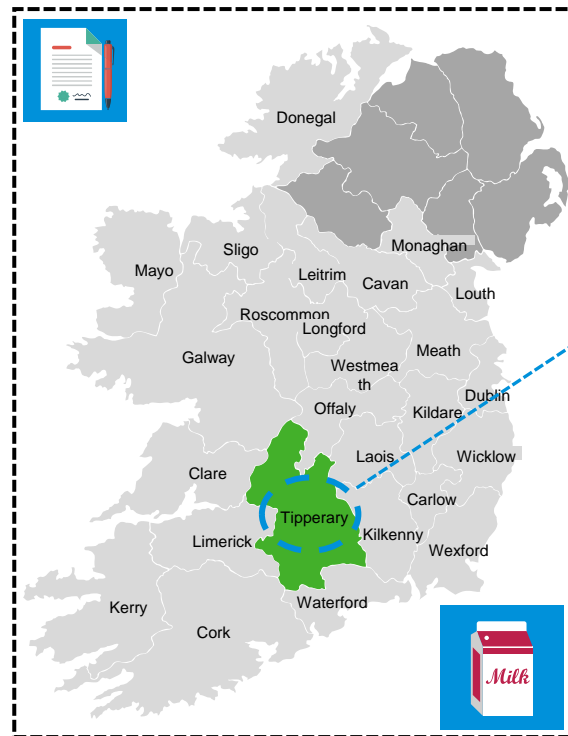 Donegal
Monaghan
Sligo
Mayo
Leitrim
Cavan
Louth
Roscommon
Longford
Galway
Meath
Westmea
th
Dublin
Offaly
Kildare
Laois
Wicklow
Clare
Carlow
Tipperary
Kilkenny
Limerick
Wexford
Waterford
Kerry
Cork
Milk